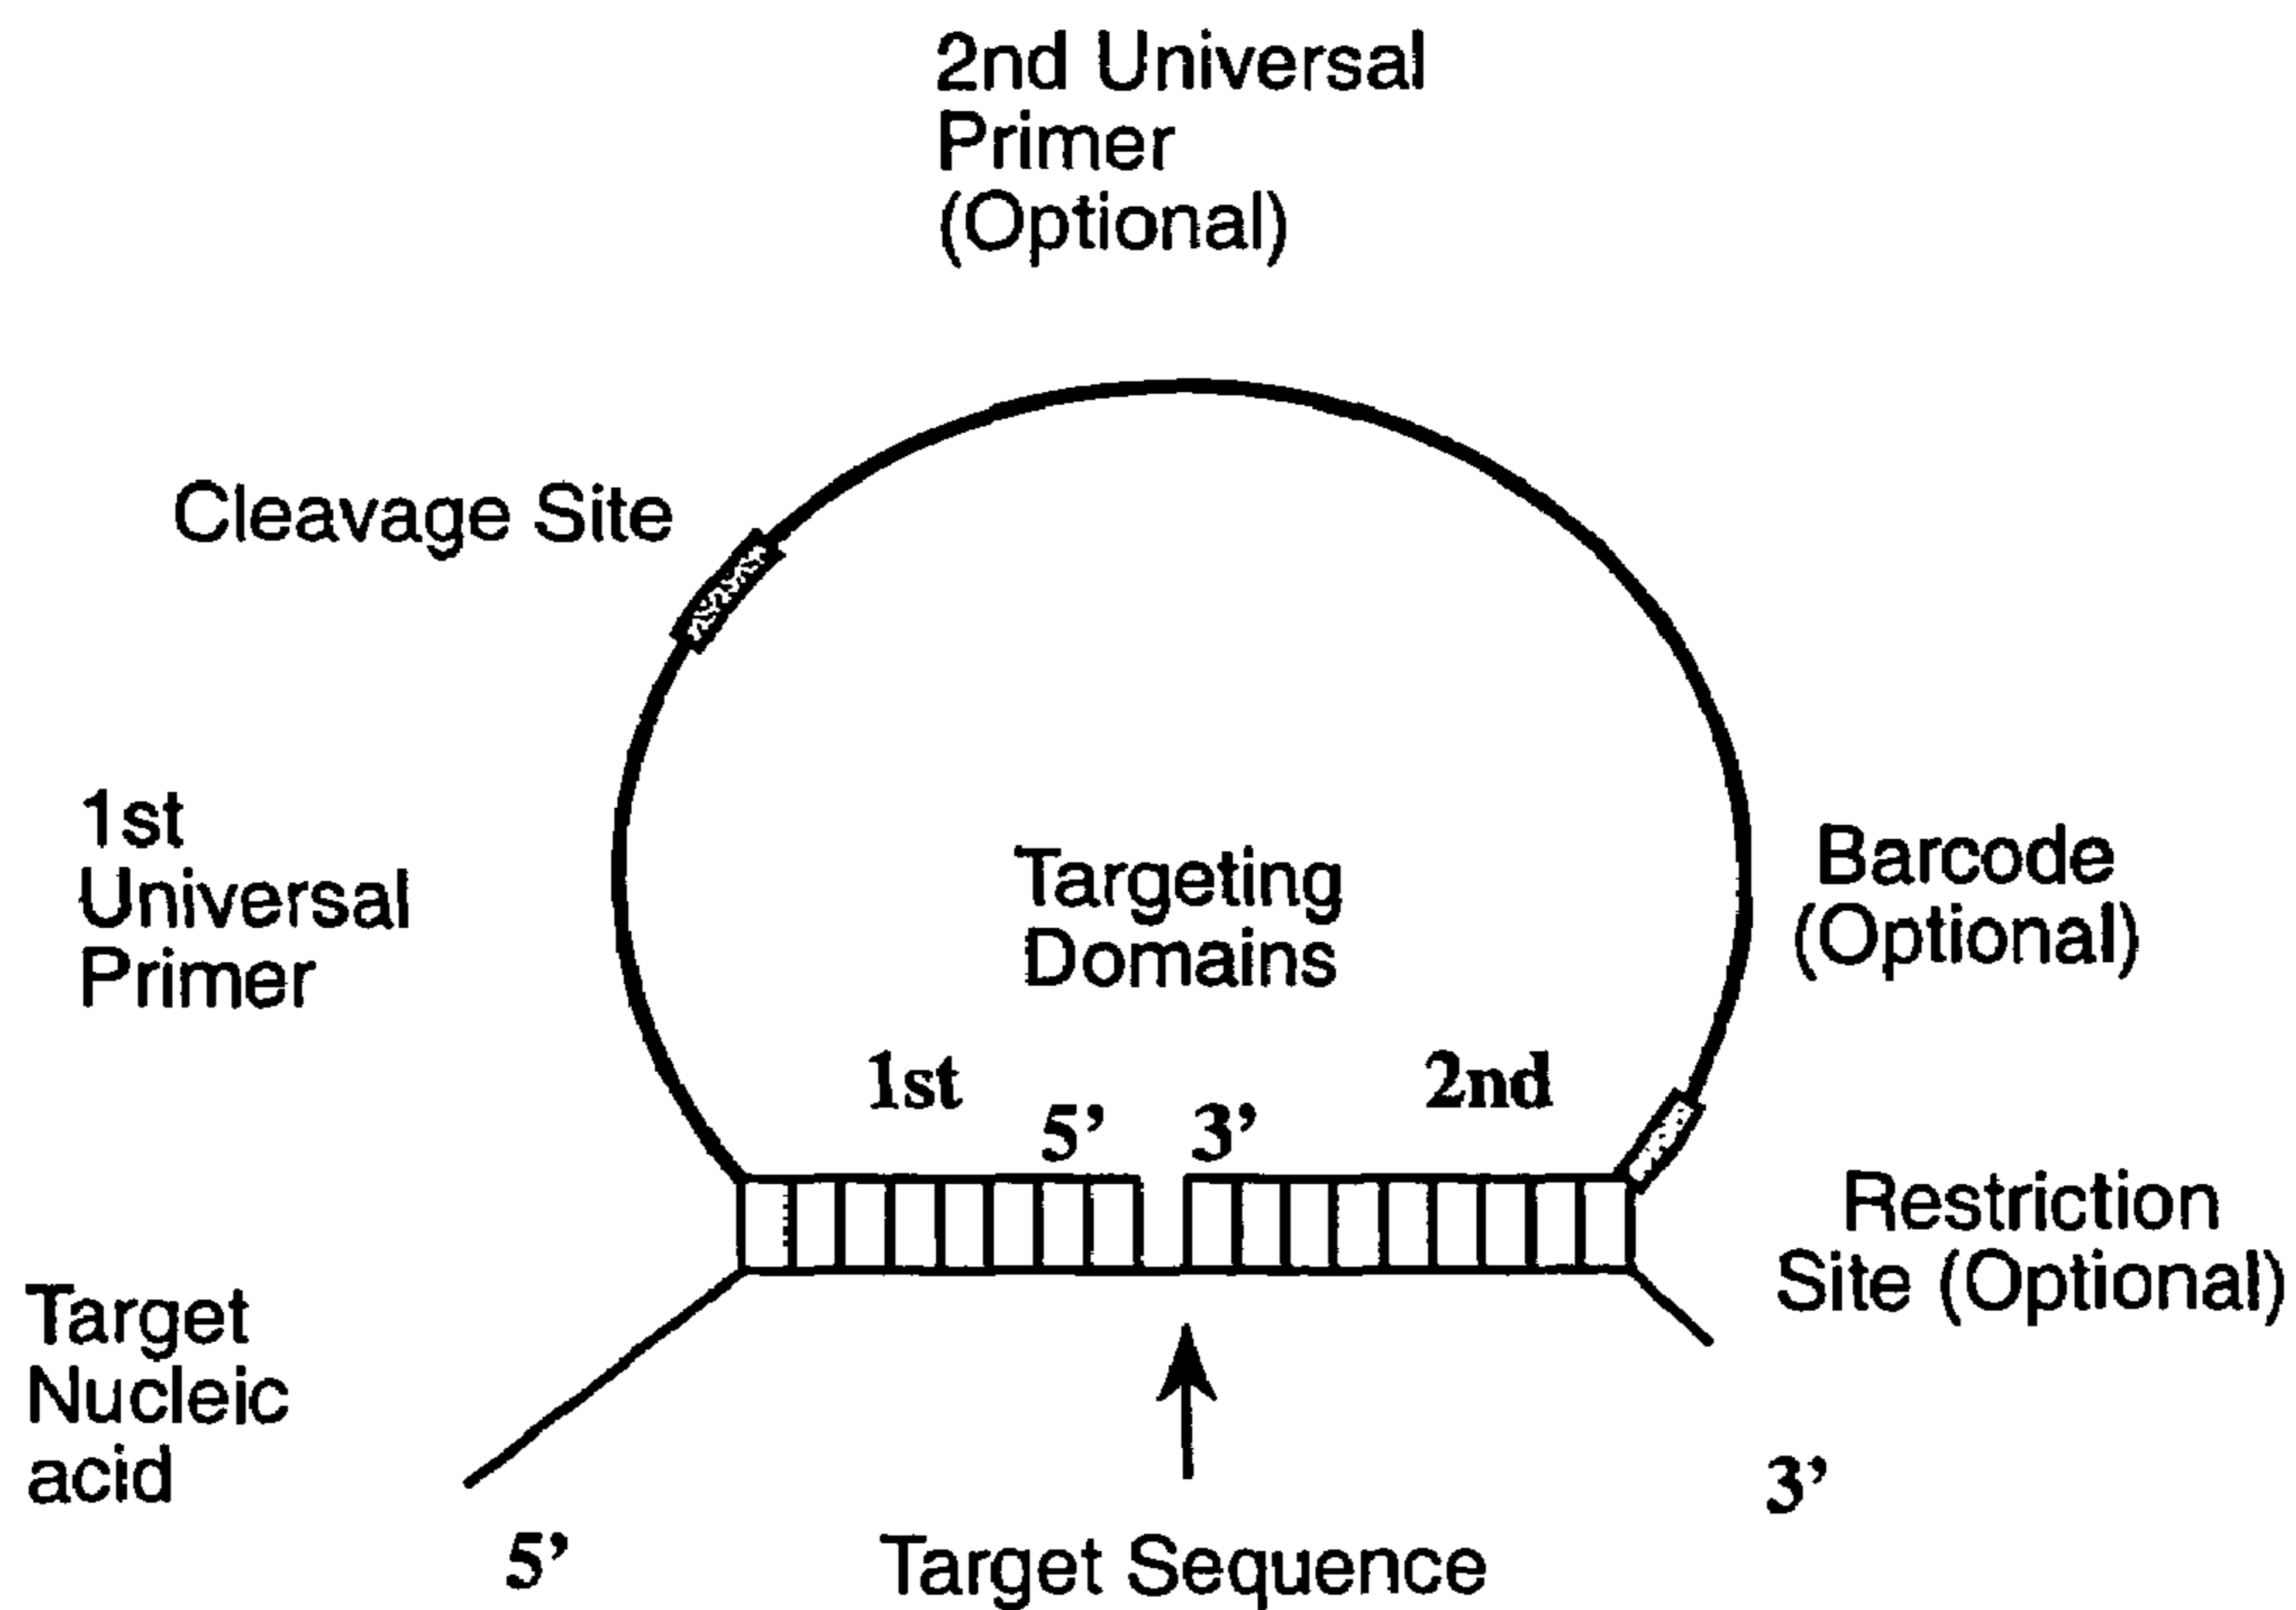 2nd Universal
Primer
(Optional)
Cleavage Site
1st
Universal
Primer
Targeting
Domains
Barcode
(Optional)
1st
2nd
5’
3’
Restriction
Site (Optional)
Target
Nucleic
acid
3’
5’
Target Sequence